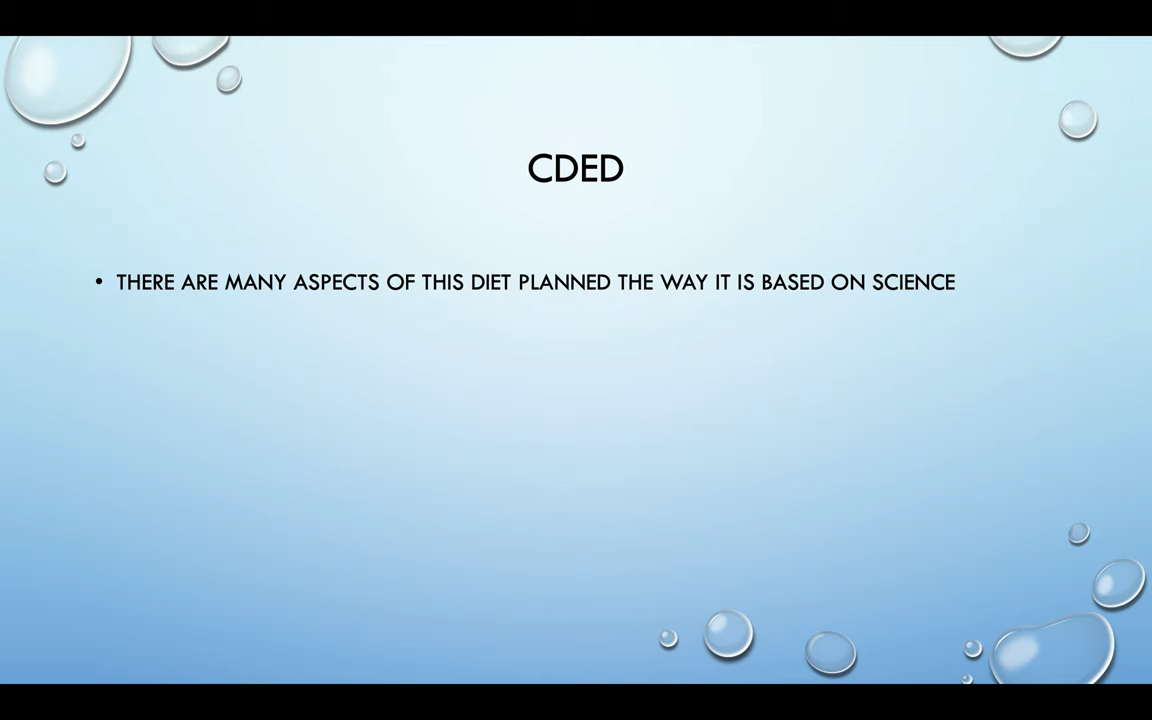 CDED
• THERE ARE MANY ASPECTS OF THIS DIET PLANNED THE WAY IT IS BASED ON SCIENCE